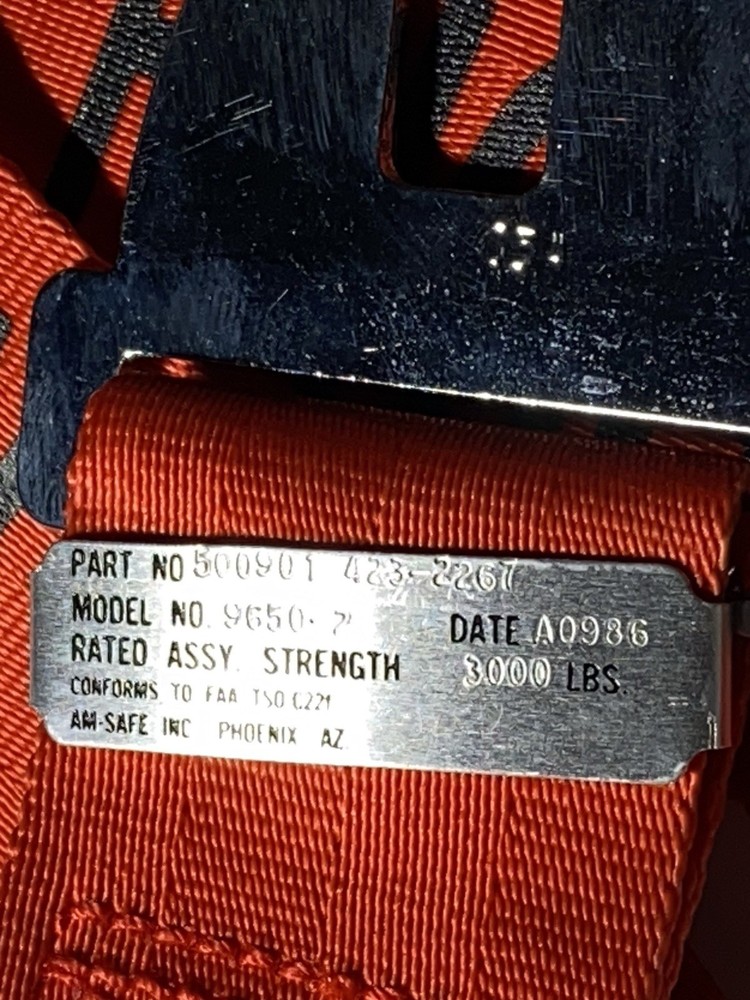 PART NO 500901 423-2267
MODEL NO. 9650-7
DATE A0986
RATED ASSY. STRENGTH 3000 LBS.
CONFORMS TO FAA TSO C22f
AM-SAFE INC PHOENIX AZ.